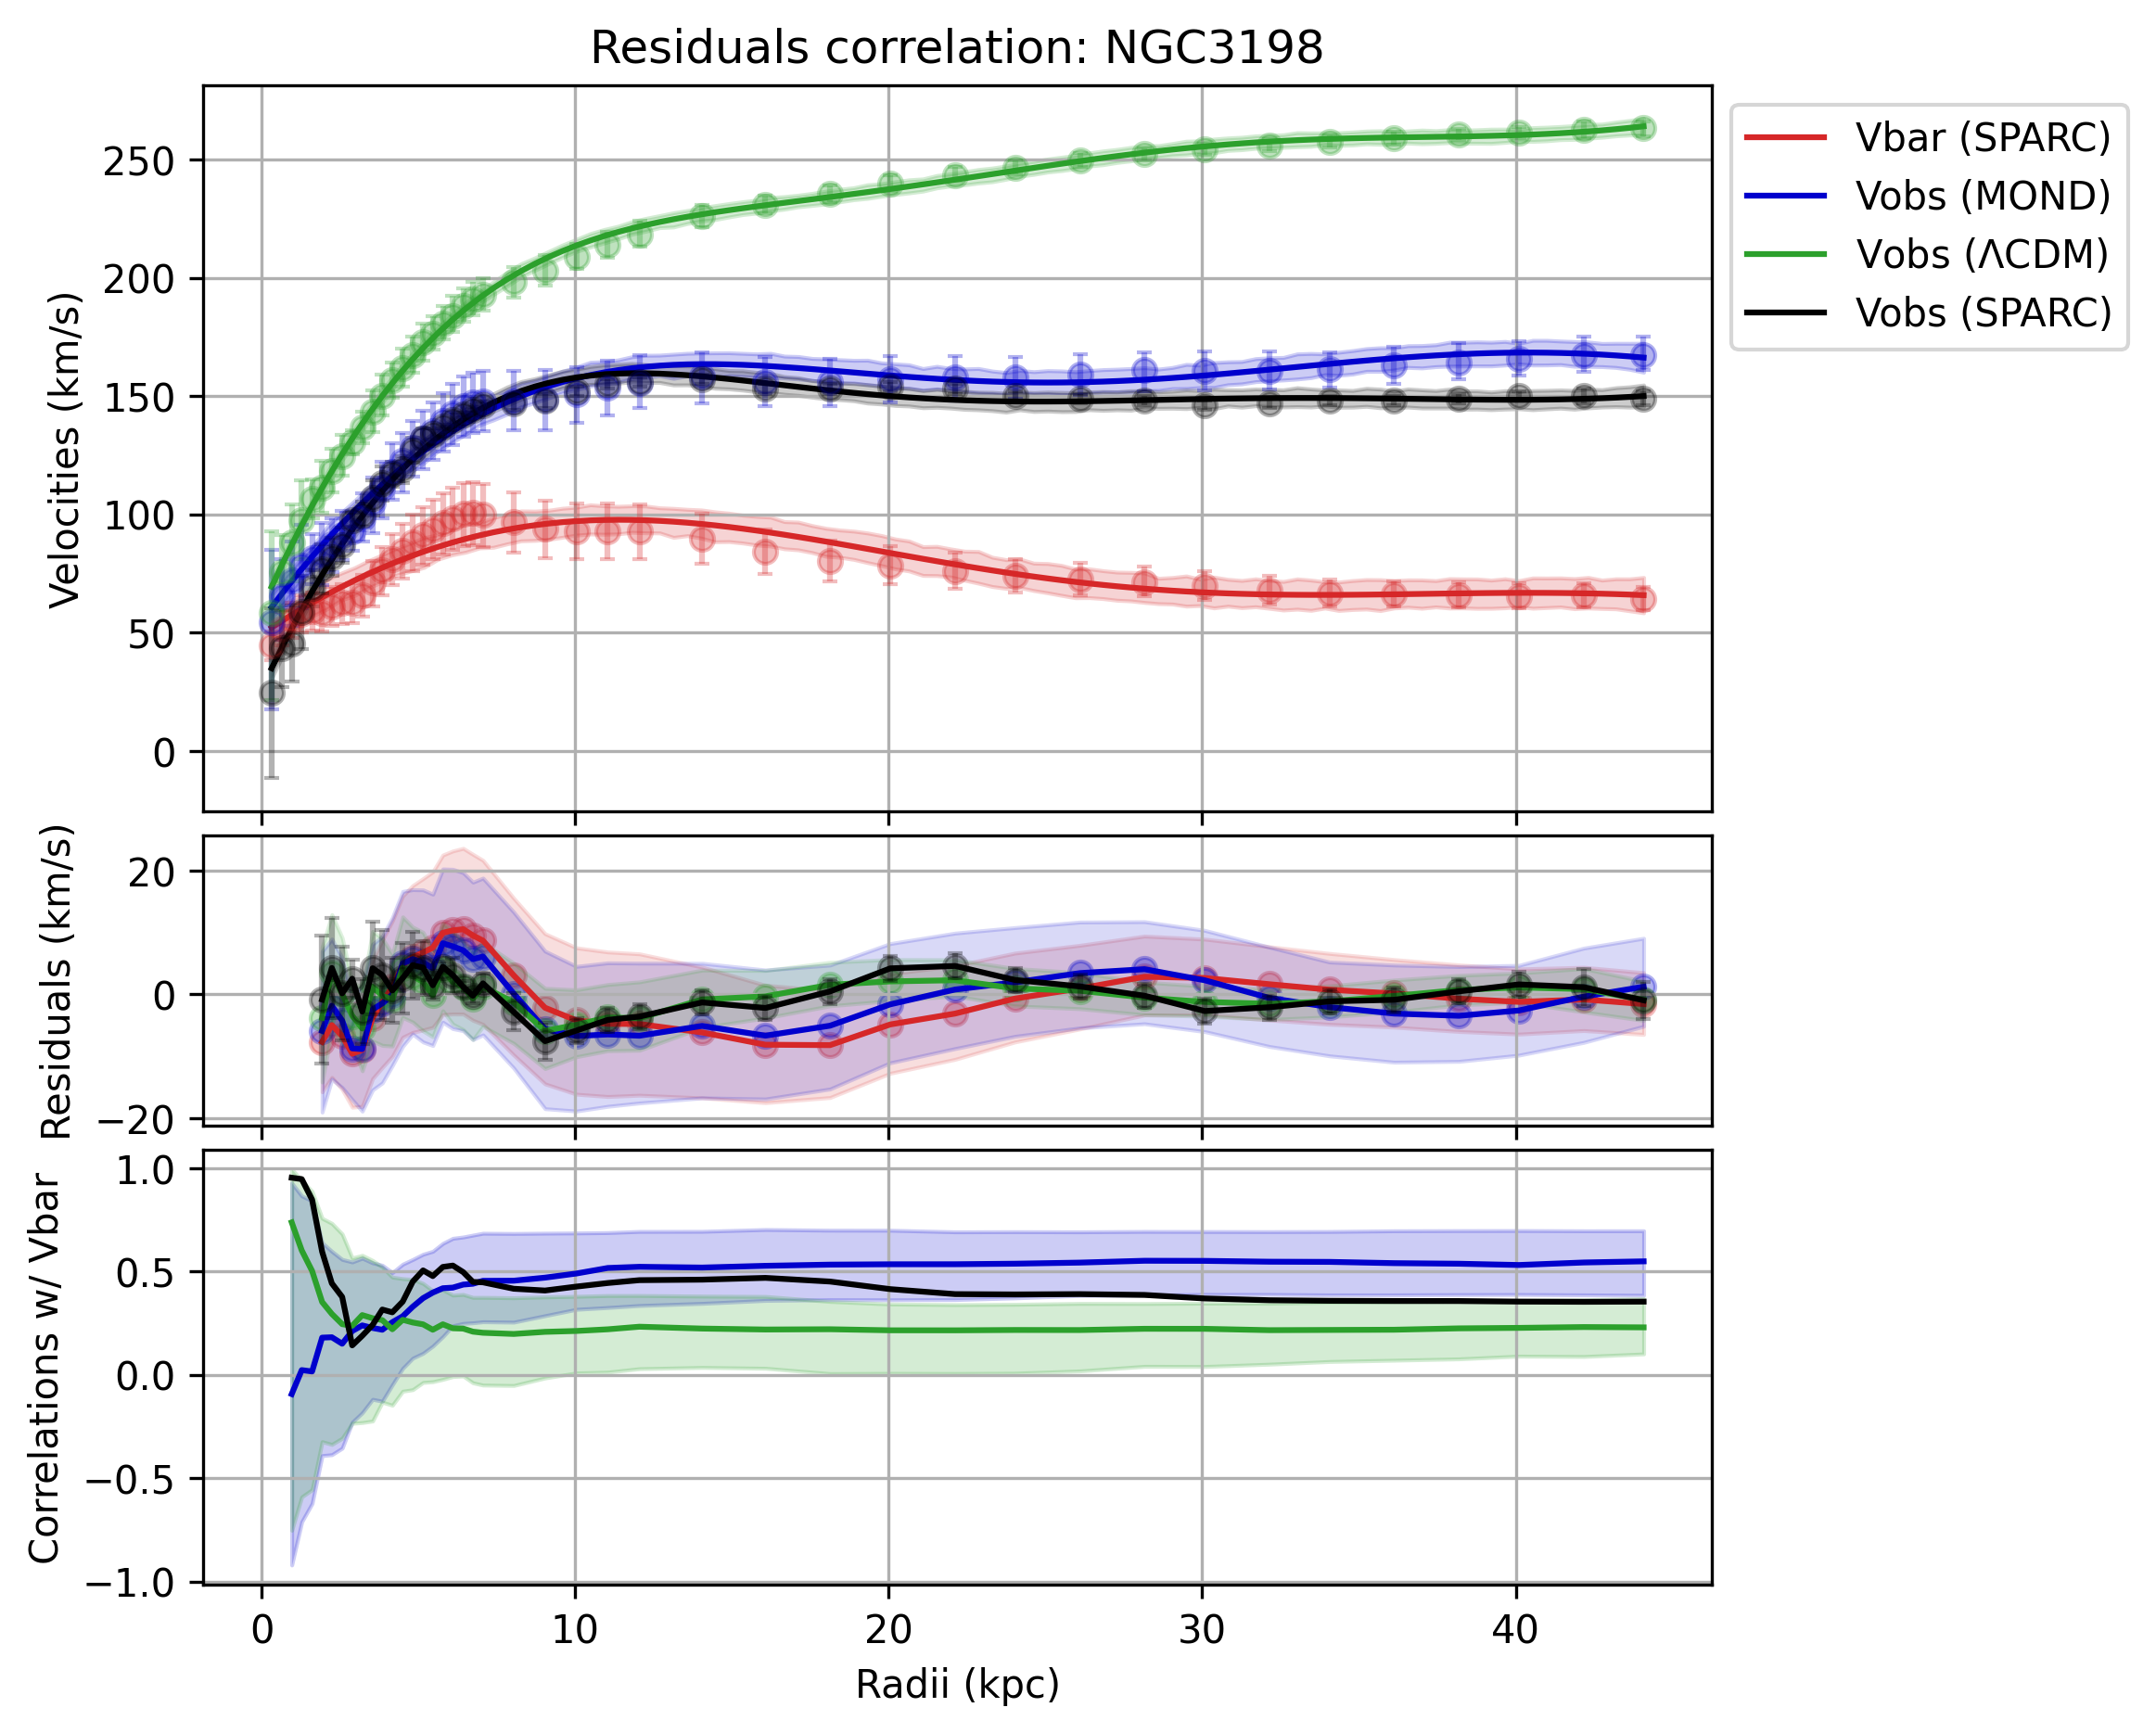 Residuals correlation: NGC3198
Velocities (km/s)
250
200
150
100
50
0
Vbar (SPARC)
Vobs (MOND)
Vobs (ΛCDM)
Vobs (SPARC)
Residuals (km/s)
20
0
−20
Correlations w/ Vbar
1.0
0.5
0.0
−0.5
−1.0
0 10 20 30 40
Radii (kpc)